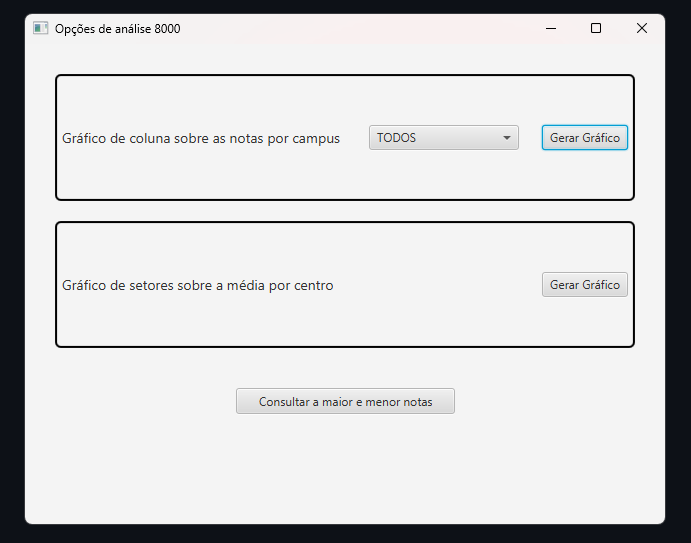 Opções de análise 8000
Gráfico de coluna sobre as notas por campus TODOS Gerar Gráfico
Gráfico de setores sobre a média por centro Gerar Gráfico
Consultar a maior e menor notas